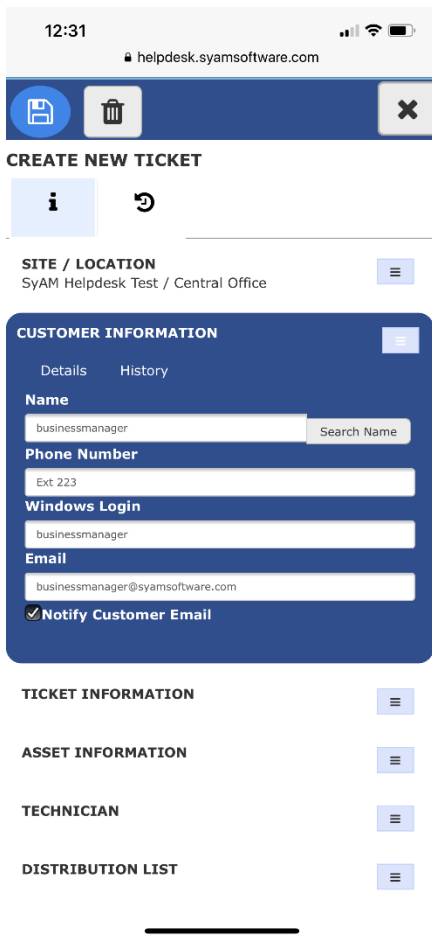 12:31
helpdesk.syamsoftware.com
CREATE NEW TICKET
SITE / LOCATION
SyAM Helpdesk Test / Central Office
CUSTOMER INFORMATION
Details History
Name
businessmanager Search Name
Phone Number
Ext 223
Windows Login
businessmanager
Email
businessmanager@syamsoftware.com
Notify Customer Email
TICKET INFORMATION
ASSET INFORMATION
TECHNICIAN
DISTRIBUTION LIST